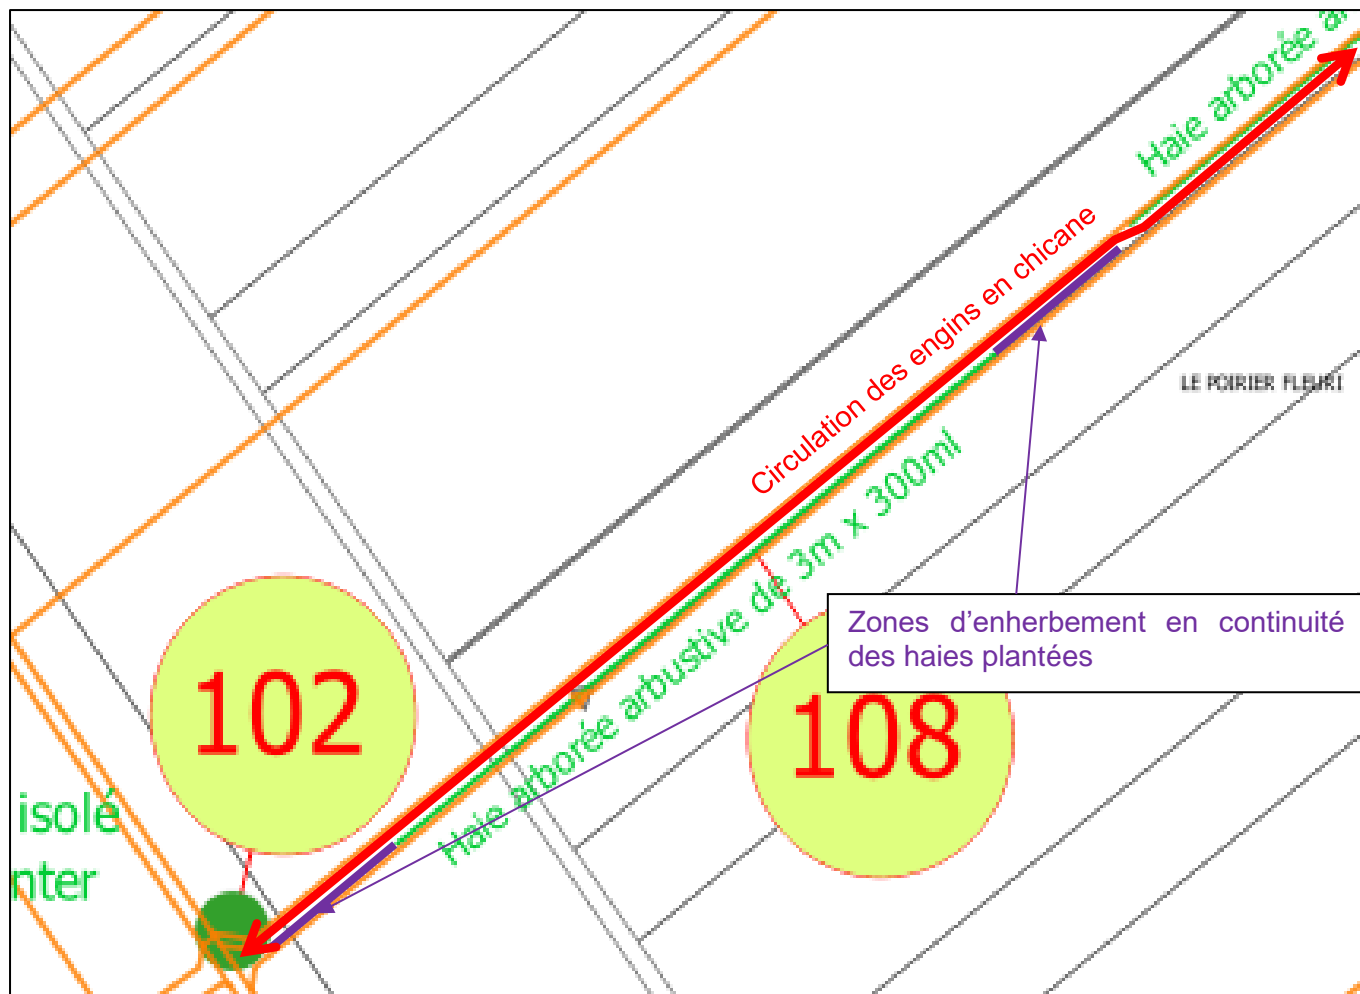 Haie arborée
Circulation des engins en chicane
LE POIRIER FLEURI
Haie arborée arbustive de 3m x 300ml
Zones d'enherbement en continuité
des haies plantées
102
108
isolé
nter